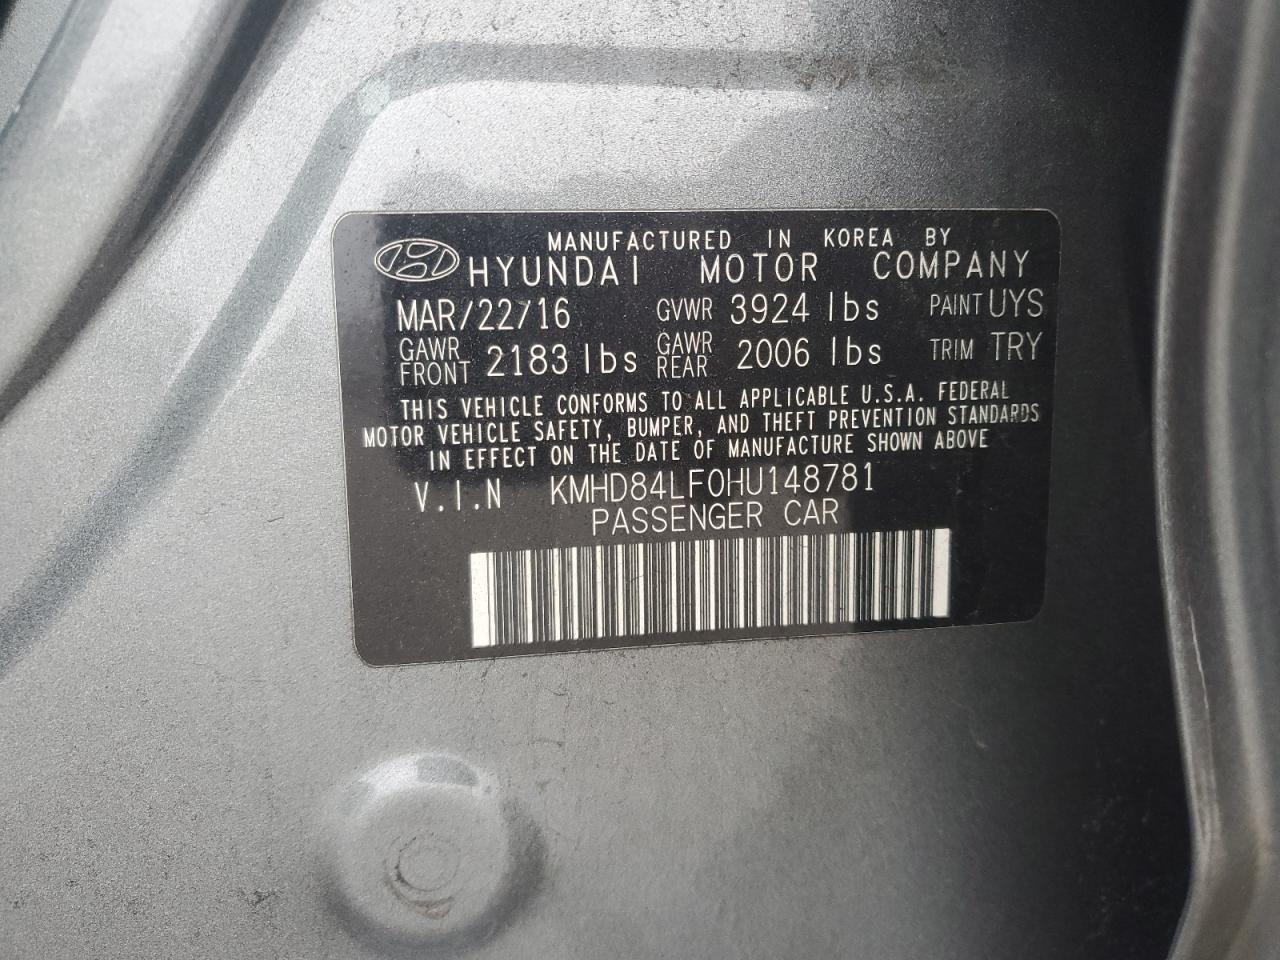 MANUFACTURED IN KOREA BY
HYUNDAI MOTOR COMPANY
MAR/22/16 GVWR 3924 lbs PAINT UYS
GAWR FRONT 2183 lbs GAWR REAR 2006 lbs TRIM TRY
THIS VEHICLE CONFORMS TO ALL APPLICABLE U.S.A. FEDERAL
MOTOR VEHICLE SAFETY, BUMPER, AND THEFT PREVENTION STANDARDS
IN EFFECT ON THE DATE OF MANUFACTURE SHOWN ABOVE
V.I.N KMHD84LF0HU148781
PASSENGER CAR